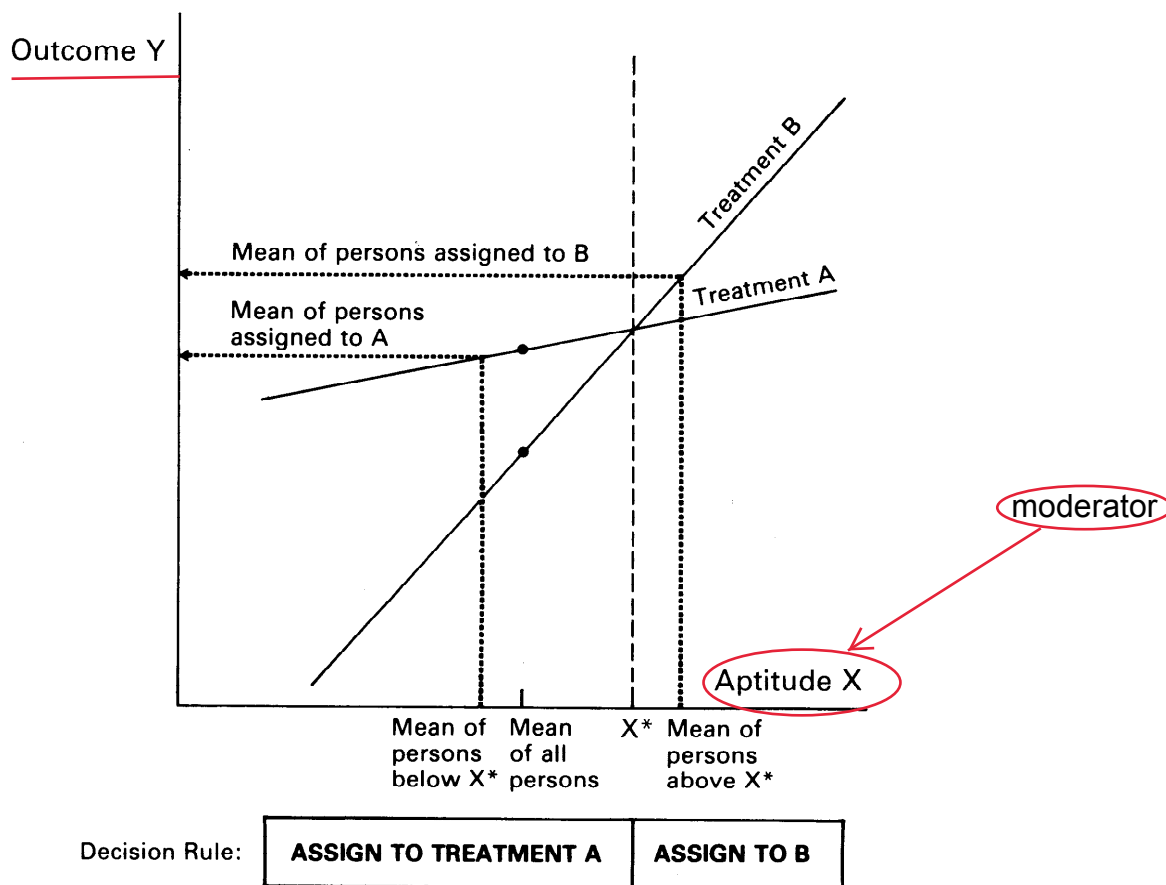 Outcome Y
Treatment B
Mean of persons assigned to B
Treatment A
Mean of persons
assigned to A
moderator
Aptitude X
Mean of
persons
below X*
Mean
of all
persons
X*
Mean of
persons
above X*
Decision Rule:
ASSIGN TO TREATMENT A
ASSIGN TO B